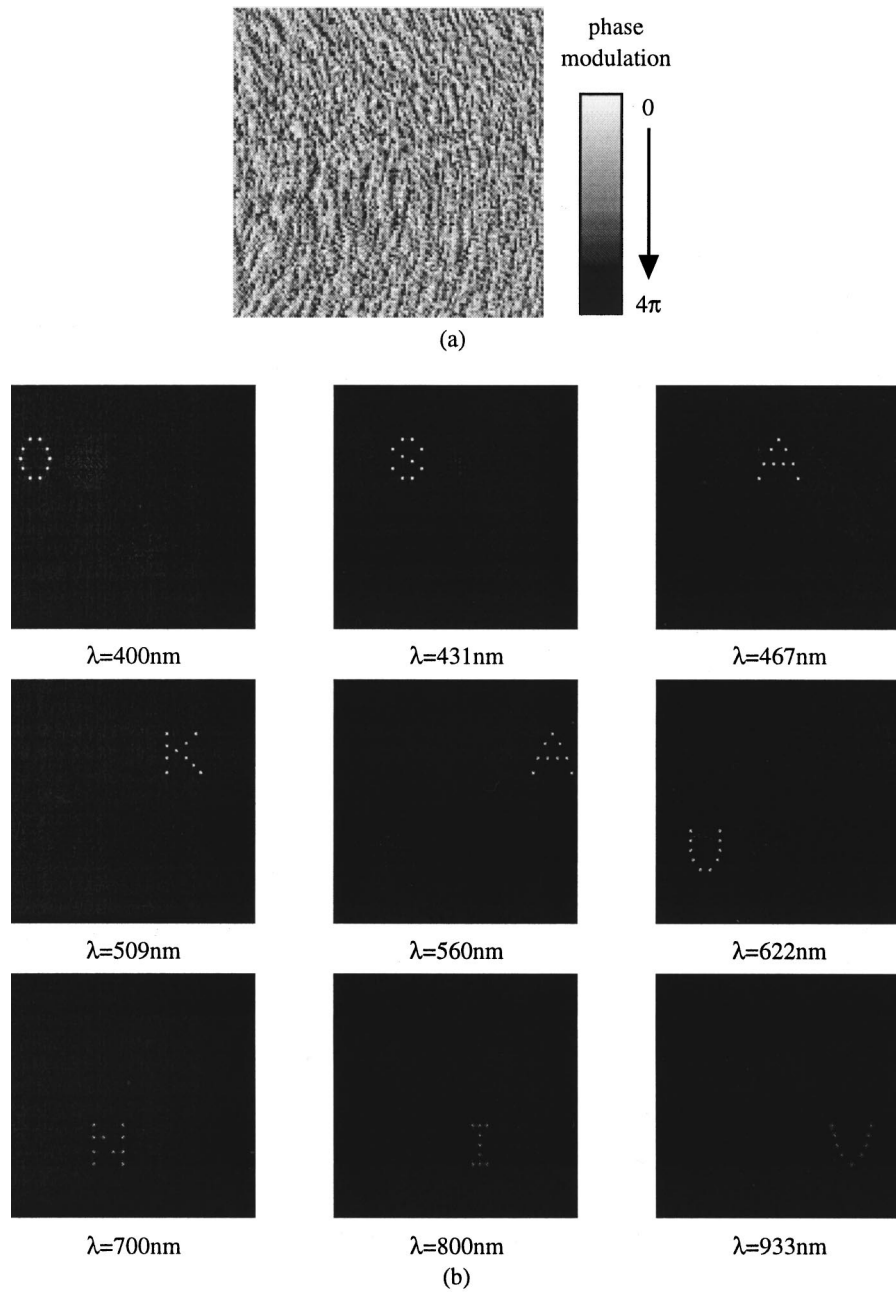 phase
modulation
0
4π
(a)
O S A
λ=400nm λ=431nm λ=467nm
K A U
λ=509nm λ=560nm λ=622nm
N I V
λ=700nm λ=800nm λ=933nm
(b)